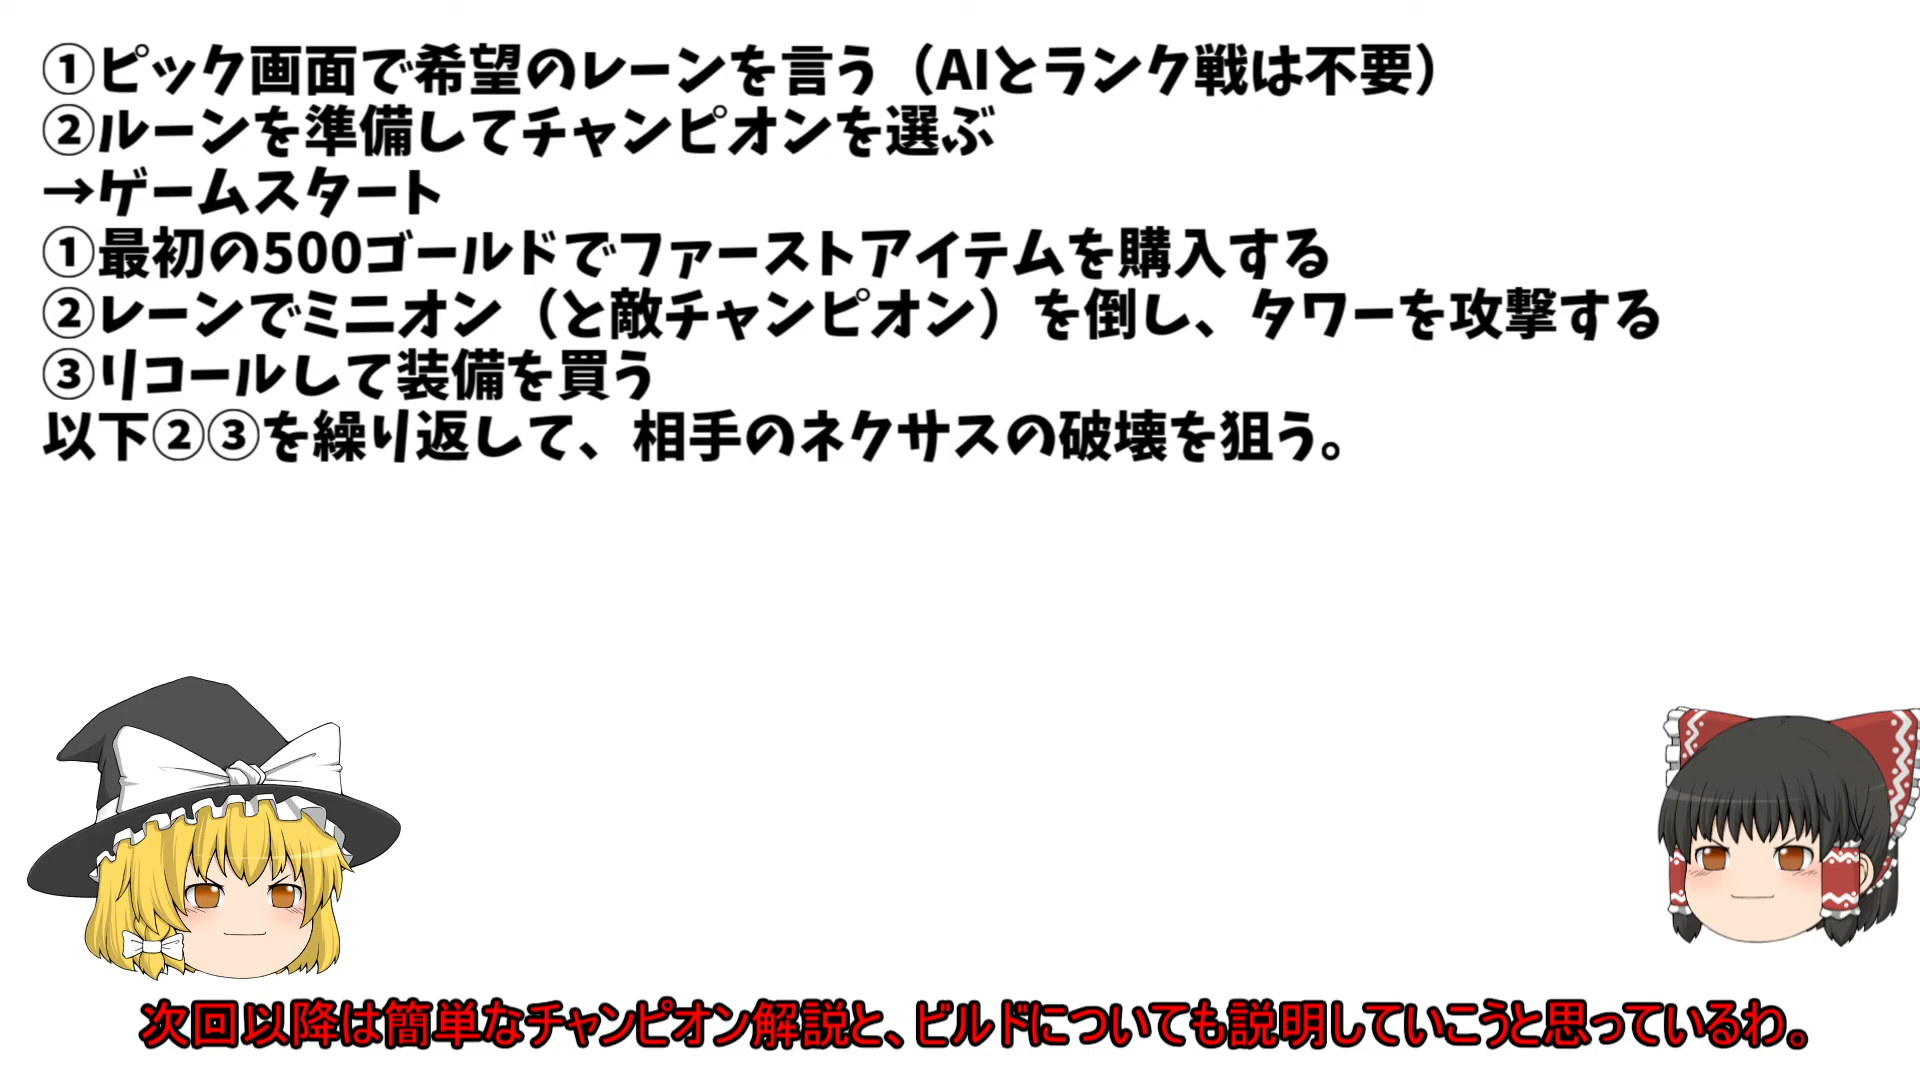 ①ピック画面で希望のレーンを言う（AIとランク戦は不要）
②ルーンを準備してチャンピオンを選ぶ
→ゲームスタート
①最初の500ゴールドでファーストアイテムを購入する
②レーンでミニオン（と敵チャンピオン）を倒し、タワーを攻撃する
③リコールして装備を買う
以下②③を繰り返して、相手のネクサスの破壊を狙う。
次回以降は簡単なチャンピオン解説と、ビルドについても説明していこうと思っているわ。